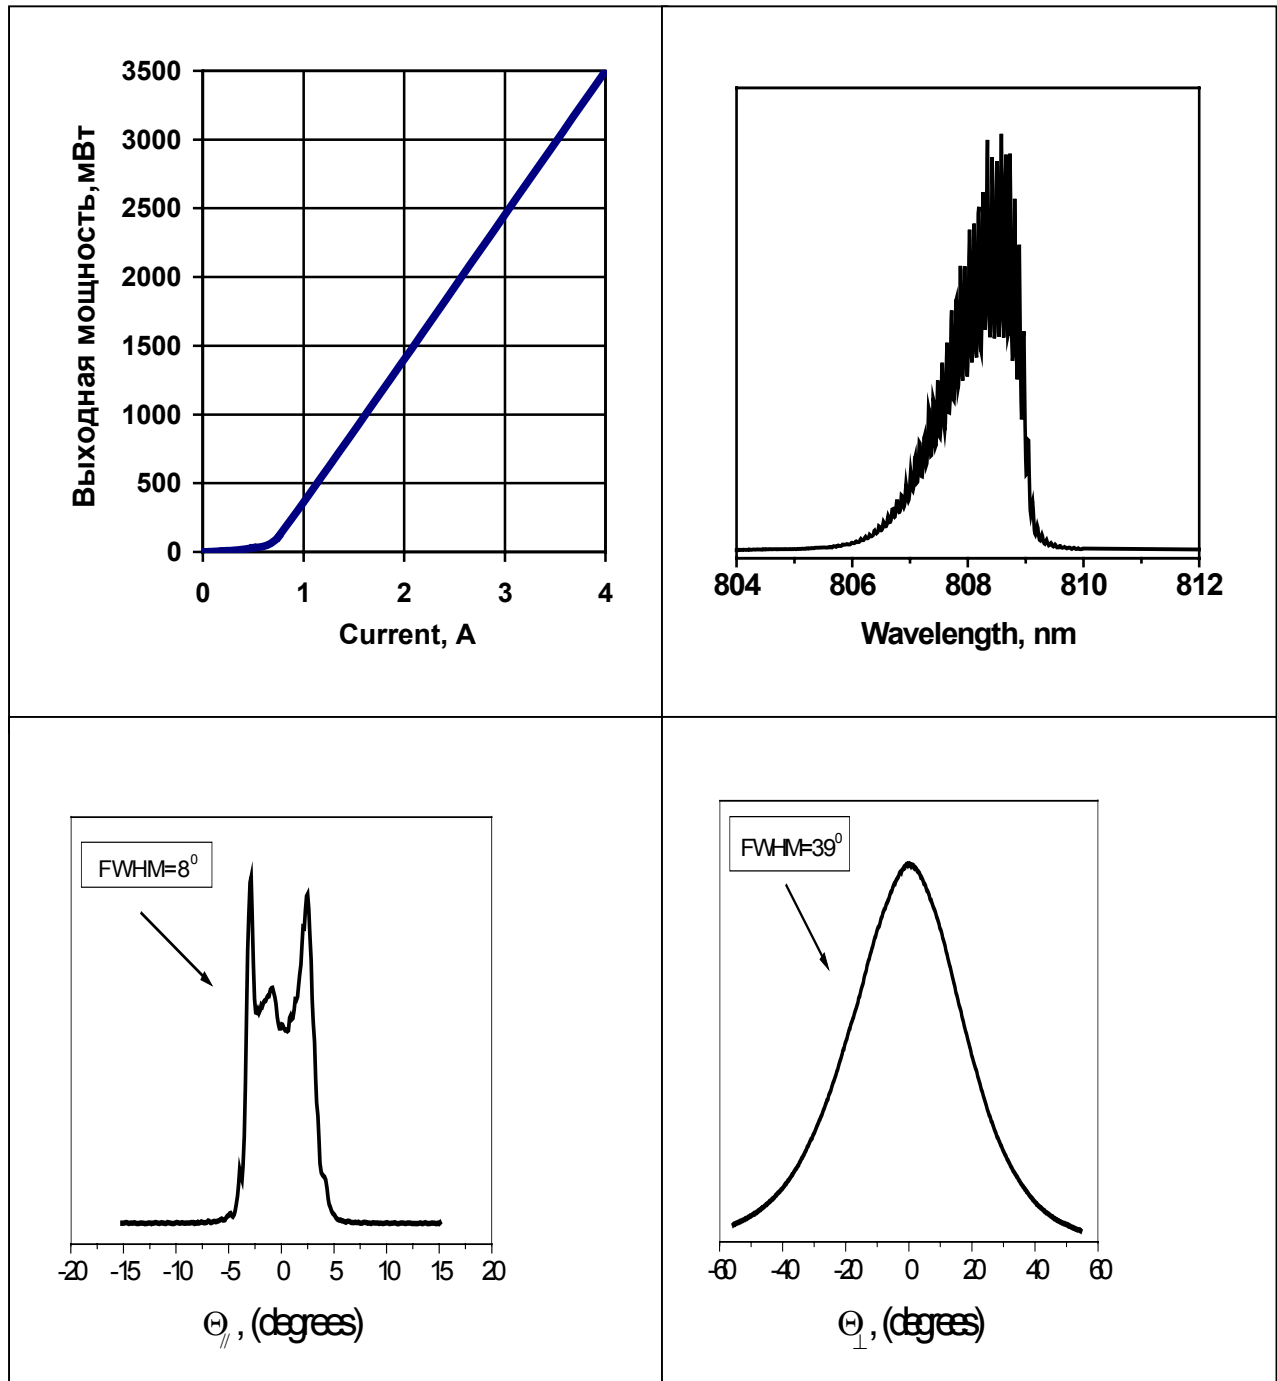 Выходная мощность,мВт
3500
3000
2500
2000
1500
1000
500
0
0 1 2 3 4
Current, A
804 806 808 810 812
Wavelength, nm
FWHM=8⁰
-20 -15 -10 -5 0 5 10 15 20
Θ//, (degrees)
FWHM=39⁰
-60 -40 -20 0 20 40 60
Θ⊥, (degrees)